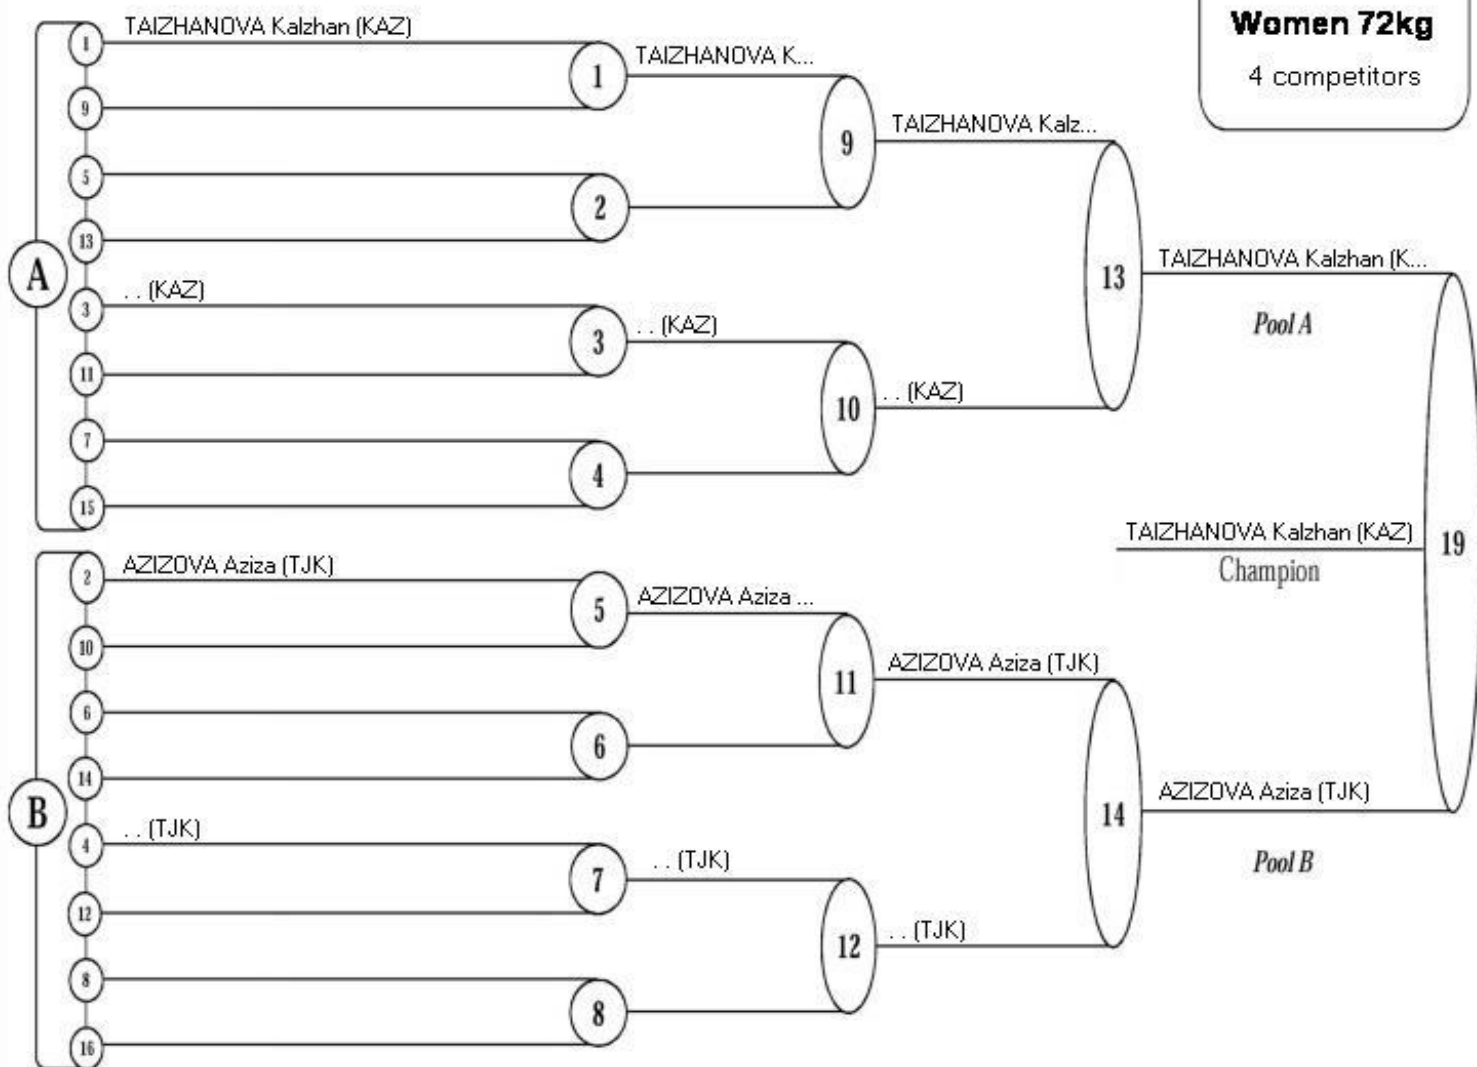 Women 72kg
4 competitors
A
1
TAIZHANOVA Kalzhan (KAZ)
9
5
13
3
. . (KAZ)
11
7
15
1
TAIZHANOVA K...
2
3
. . (KAZ)
4
9
TAIZHANOVA Kalz...
10
. . (KAZ)
13
TAIZHANOVA Kalzhan (K...
Pool A
B
2
AZIZOVA Aziza (TJK)
10
6
14
4
. . (TJK)
12
8
16
5
AZIZOVA Aziza ...
6
7
. . (TJK)
8
11
AZIZOVA Aziza (TJK)
12
. . (TJK)
14
AZIZOVA Aziza (TJK)
Pool B
TAIZHANOVA Kalzhan (KAZ)
Champion
19